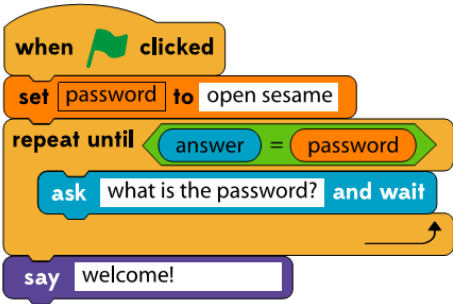 when clicked
set password to open sesame
repeat until answer = password
ask what is the password? and wait
say welcome!